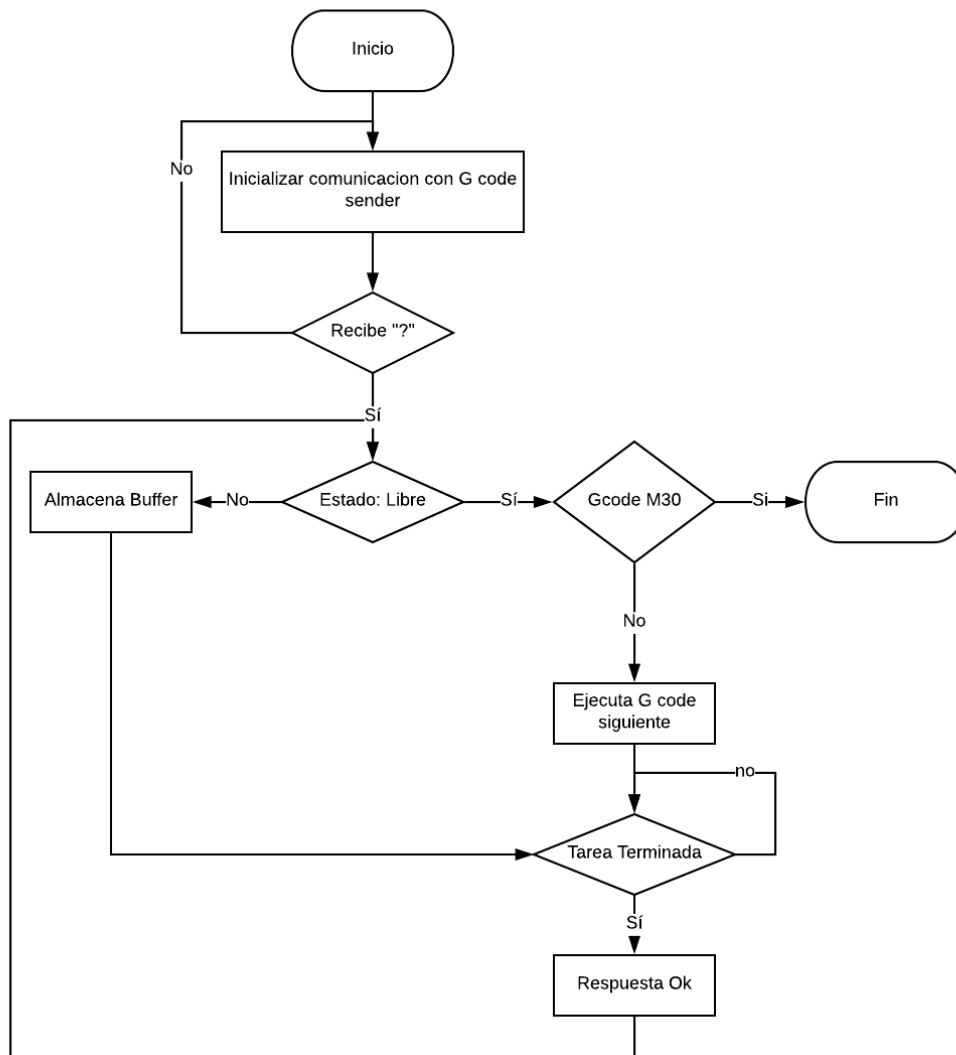 Inicio
No
Inicializar comunicacion con G code
sender
Recibe "?"
Sí
Almacena Buffer
No
Estado: Libre
Sí
Gcode M30
Si
Fin
No
Ejecuta G code
siguiente
no
Tarea Terminada
Sí
Respuesta Ok